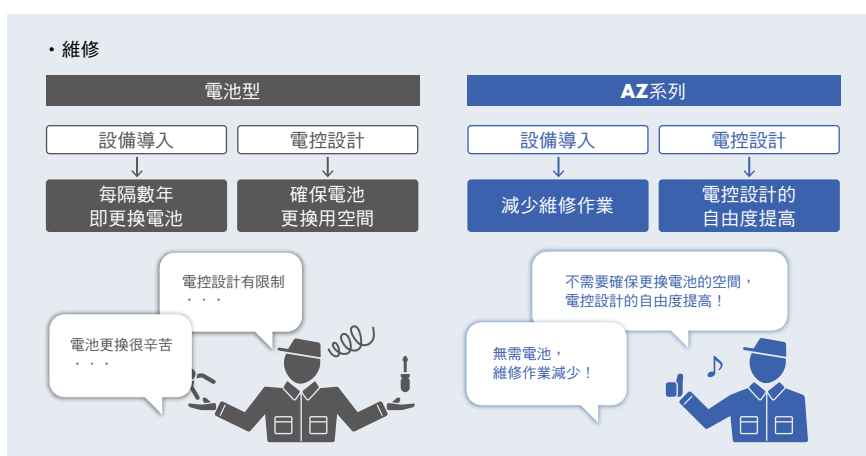 ・維修
電池型
設備導入
電控設計
每隔數年
即更換電池
確保電池
更換用空間
電控設計有限制
・・・
電池更換很辛苦
・・・
AZ系列
設備導入
電控設計
減少維修作業
電控設計的
自由度提高
不需要確保更換電池的空間，
電控設計的自由度提高！
無需電池，
維修作業減少！